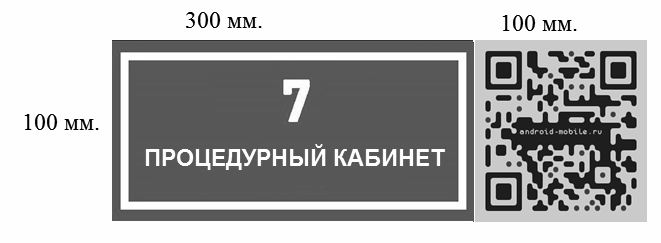 300 мм.
100 мм.
100 мм.
7
ПРОЦЕДУРНЫЙ КАБИНЕТ
android-mobile.ru